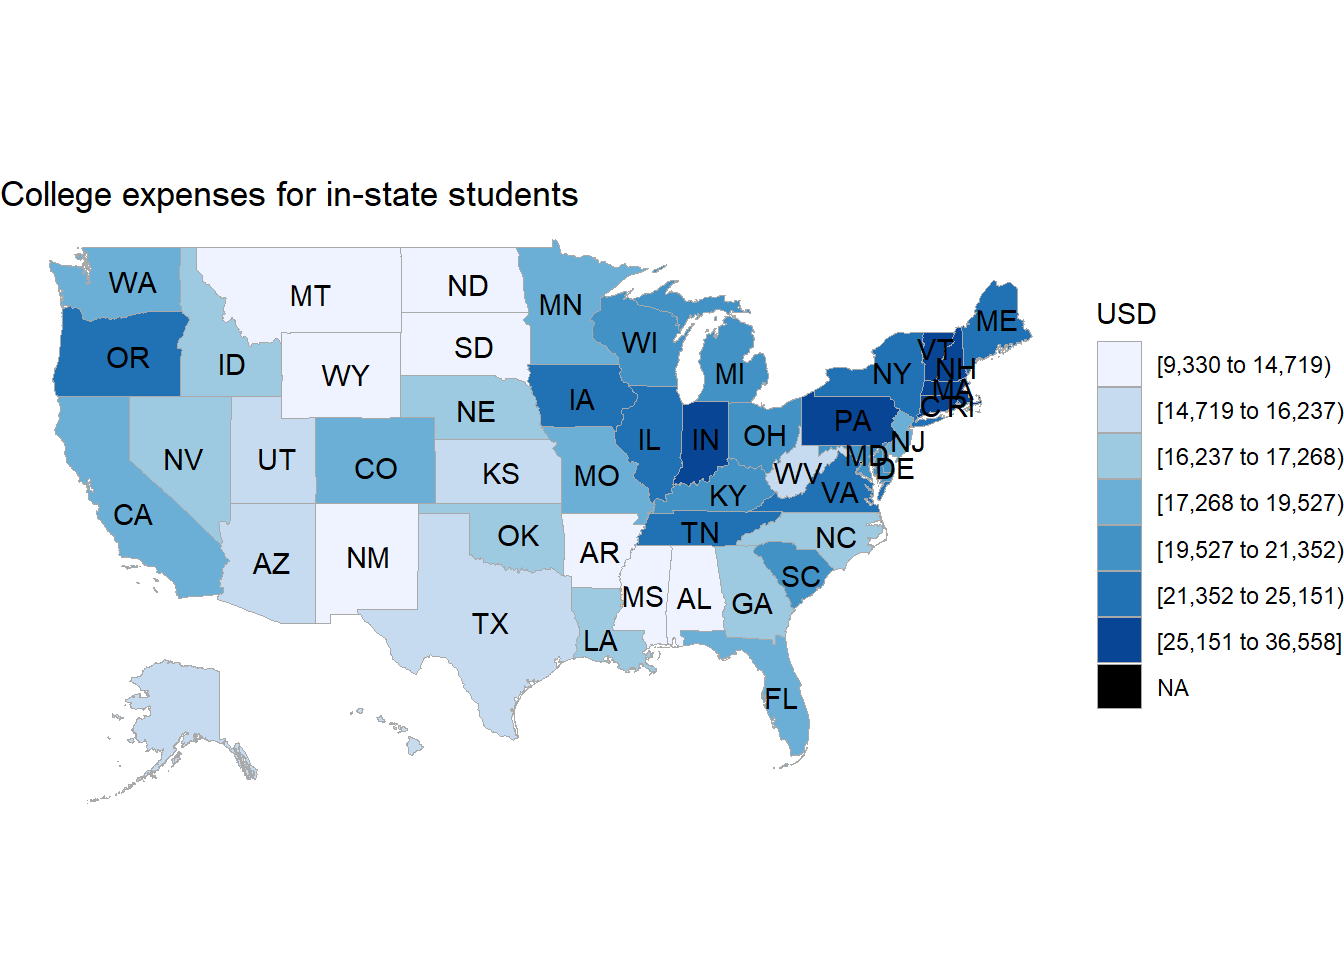 College expenses for in-state students
WA
MT
ND
MN
ME
OR
ID
WY
SD
WI
MI
VT
NH
NY
MA
C RI
IA
NE
PA
NV
UT
CO
KS
MO
IL
IN
OH
NJ
MD
DE
WV
VA
KY
CA
AZ
NM
OK
AR
TN
NC
SC
TX
LA
MS
AL
GA
FL
USD
[9,330 to 14,719)
[14,719 to 16,237)
[16,237 to 17,268)
[17,268 to 19,527)
[19,527 to 21,352)
[21,352 to 25,151)
[25,151 to 36,558]
NA